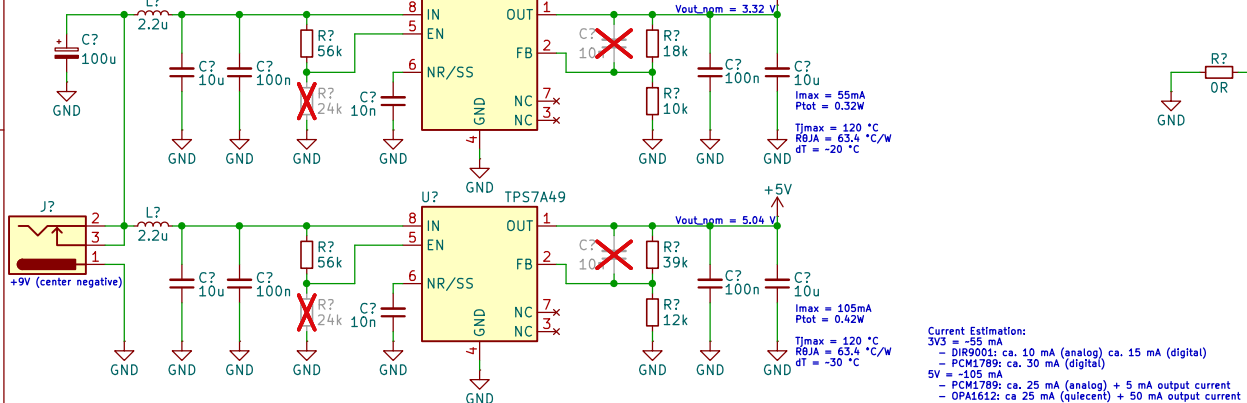 L?
2.2u
C?
100u
GND
C?
10u
GND
C?
100n
GND
R?
56k
R?
24k
GND
C?
10n
GND
8 IN
5 EN
6 NR/SS
GND
4
GND
OUT 1
FB 2
NC 7
NC 3
Vout_nom = 3.32 V
C?
R?
18k
R?
10k
GND
C?
100n
GND
C?
10u
GND
Imax = 55mA
Ptot = 0.32W
Tjmax = 120 °C
RθJA = 63.4 °C/W
dT = ~20 °C
R?
0R
GND
J?
2
3
1
+9V (center negative)
GND
L?
2.2u
C?
10u
GND
C?
100n
GND
R?
56k
R?
24k
GND
C?
10n
GND
U?
TPS7A49
8 IN
5 EN
6 NR/SS
GND
4
GND
OUT 1
FB 2
NC 7
NC 3
+5V
Vout_nom = 5.04 V
C?
R?
39k
R?
12k
GND
C?
100n
GND
C?
10u
GND
Imax = 105mA
Ptot = 0.42W
Tjmax = 120 °C
RθJA = 63.4 °C/W
dT = ~30 °C
Current Estimation:
3V3 = ~55 mA
- DIR9001: ca. 10 mA (analog) ca. 15 mA (digital)
- PCM1789: ca. 30 mA (digital)
5V = ~105 mA
- PCM1789: ca. 25 mA (analog) + 5 mA output current
- OPA1612: ca 25 mA (quiecent) + 50 mA output current